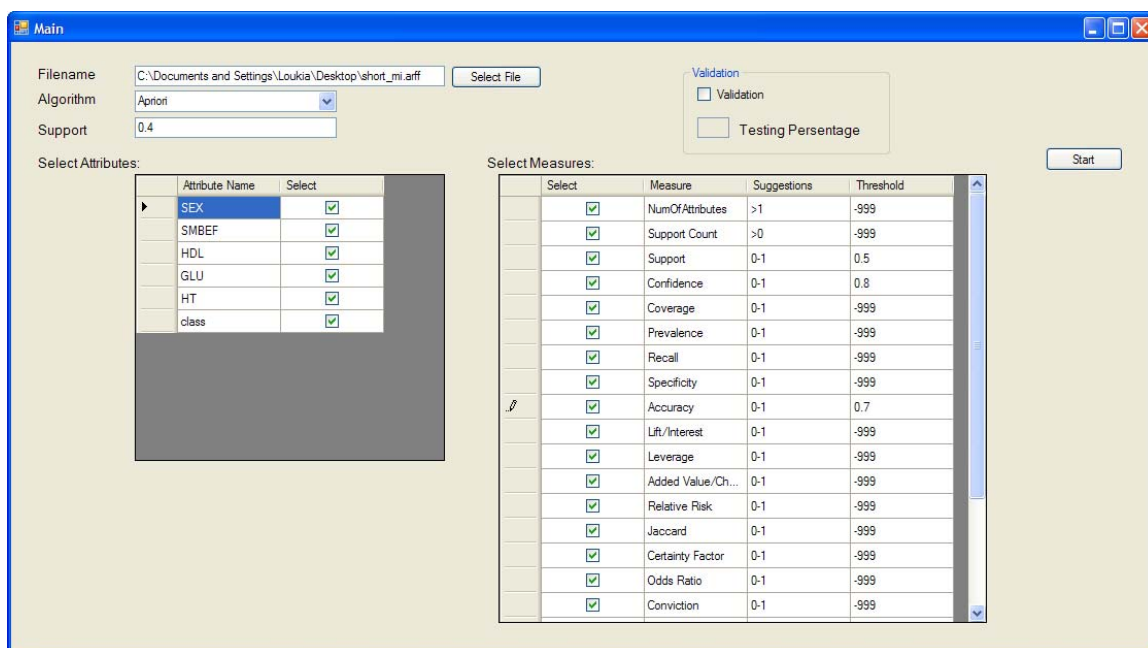 Main
Filename C:\Documents and Settings\Loukia\Desktop\short_mi.arff Select File
Algorithm Apriori
Support 0.4
Validation
Validation
Testing Persentage
Start
Select Attributes:
Attribute Name Select
SEX
SMBEF
HDL
GLU
HT
class
Select Measures:
Select Measure Suggestions Threshold
NumOfAttributes >1 -999
Support Count >0 -999
Support 0-1 0.5
Confidence 0-1 0.8
Coverage 0-1 -999
Prevalence 0-1 -999
Recall 0-1 -999
Specificity 0-1 -999
Accuracy 0-1 0.7
Lift/Interest 0-1 -999
Leverage 0-1 -999
Added Value/Ch... 0-1 -999
Relative Risk 0-1 -999
Jaccard 0-1 -999
Certainty Factor 0-1 -999
Odds Ratio 0-1 -999
Conviction 0-1 -999